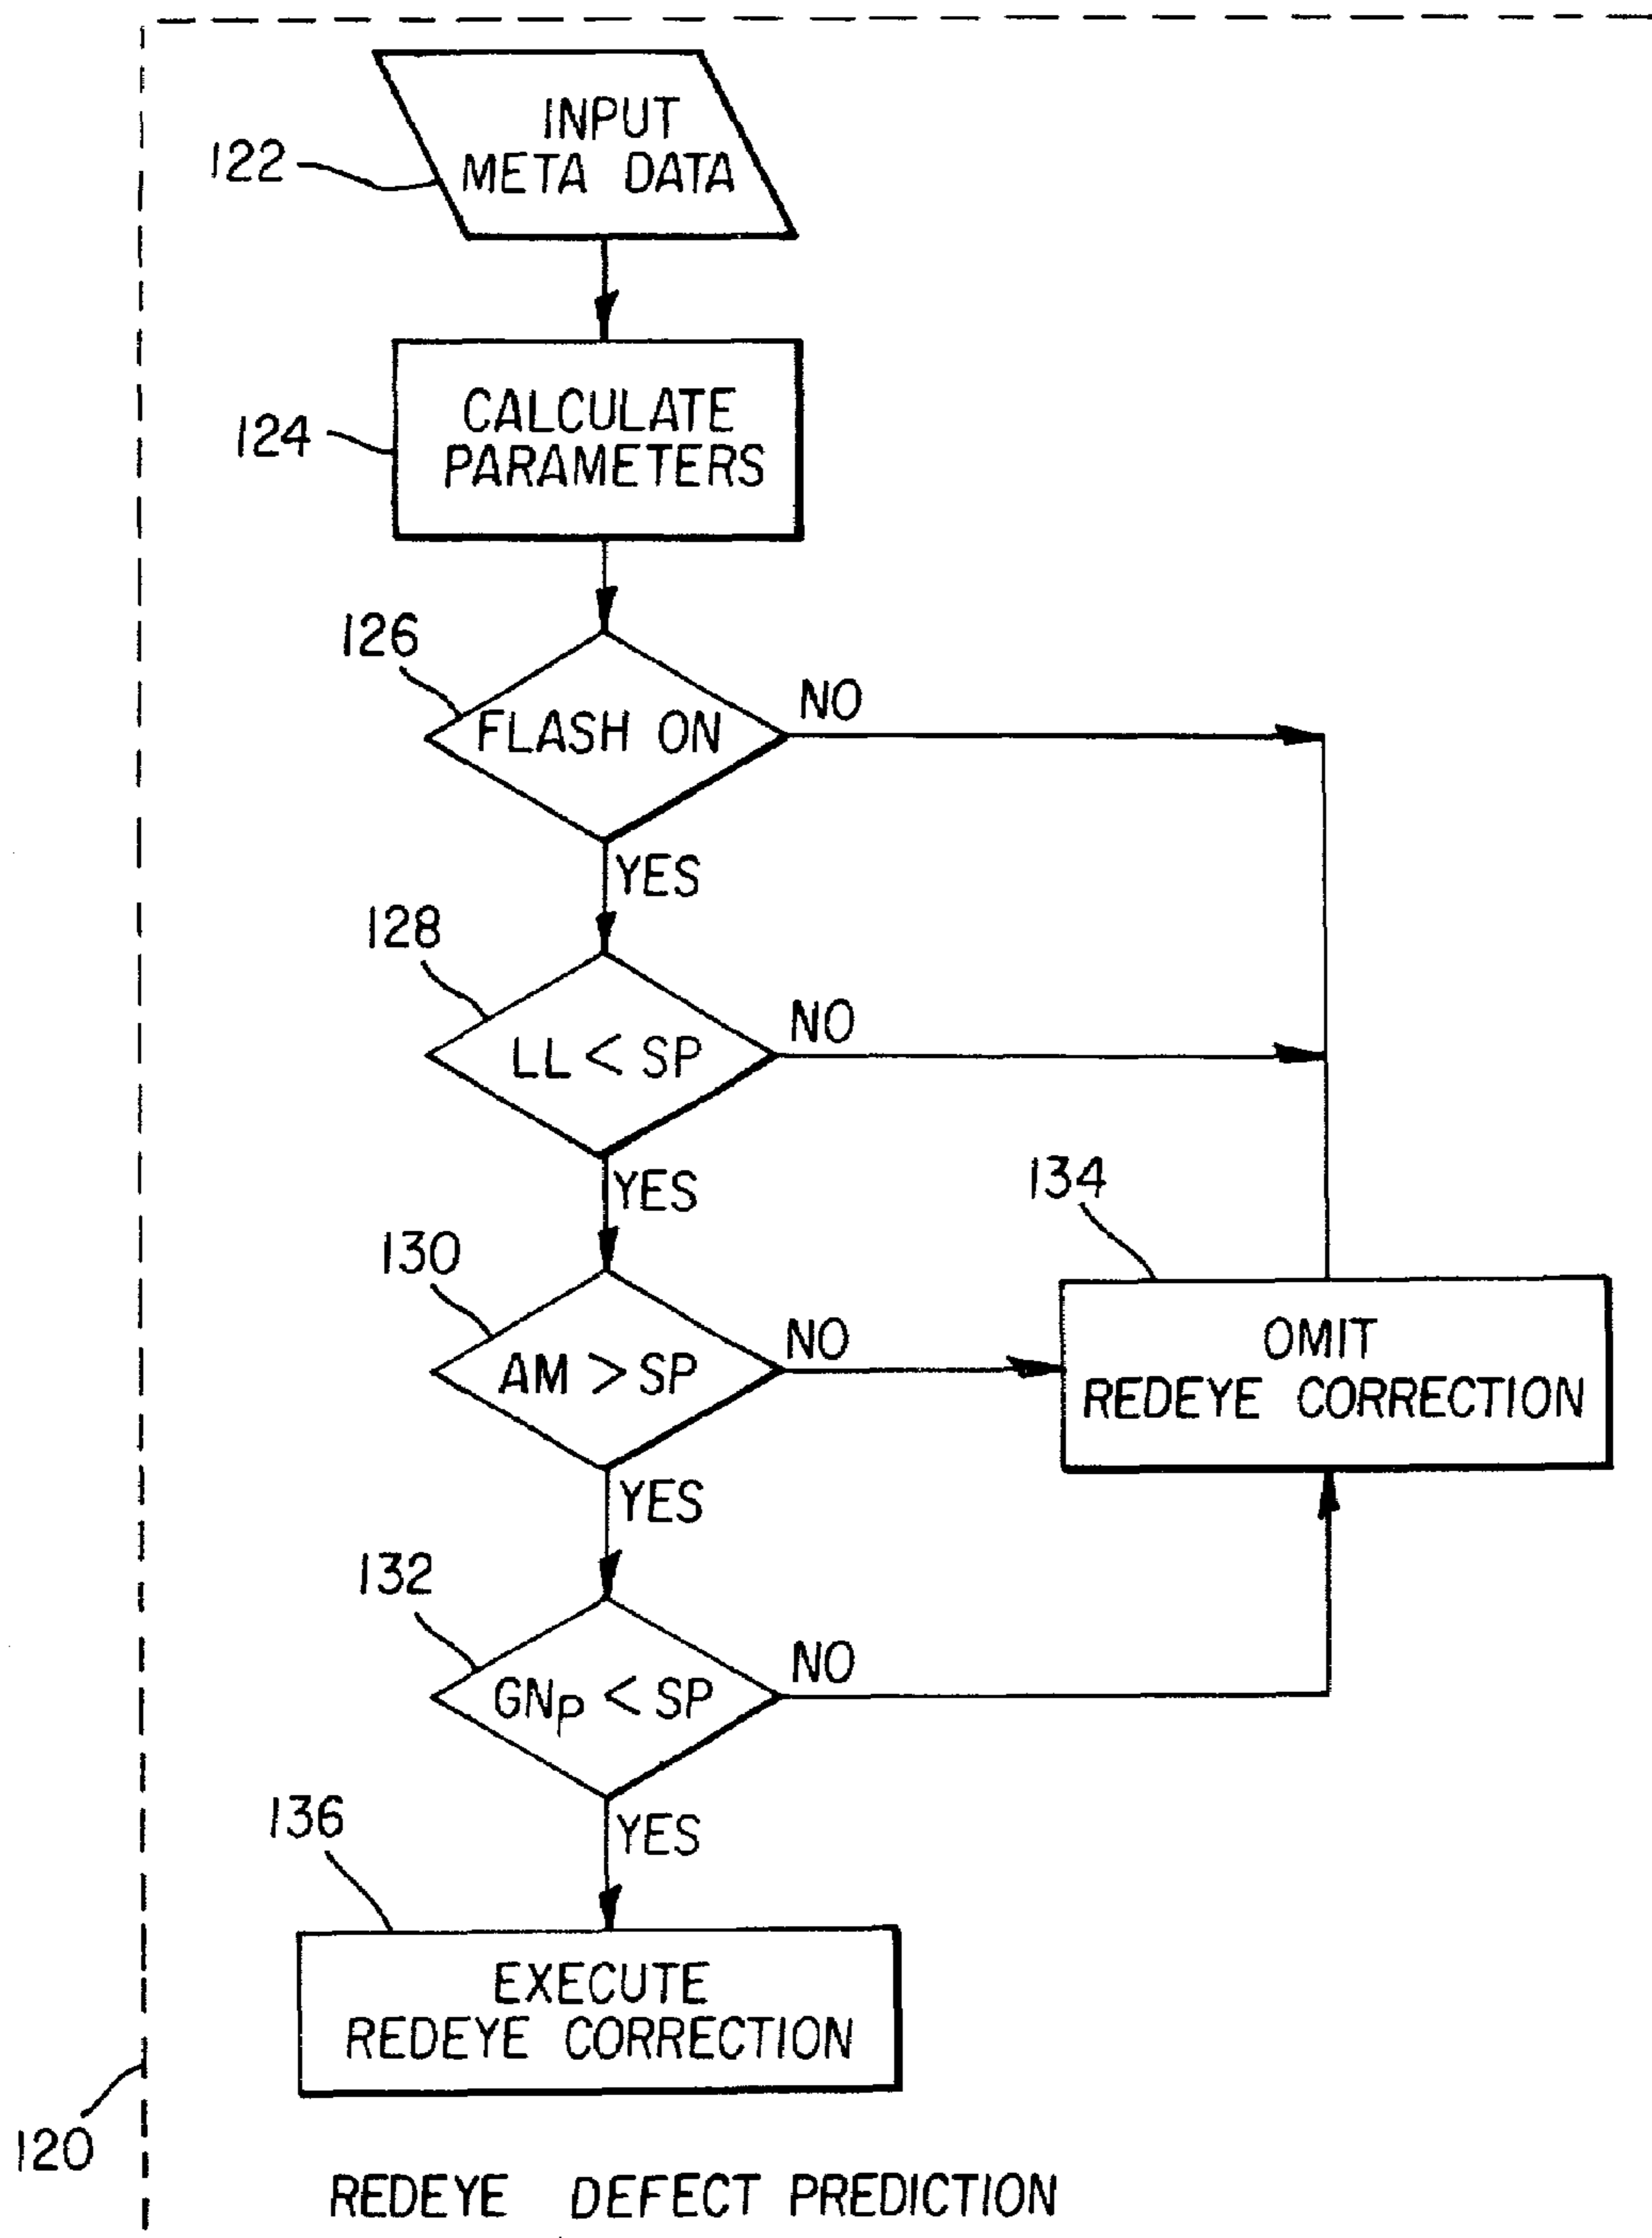 INPUT
META DATA
122
CALCULATE
PARAMETERS
124
126
FLASH ON
NO
YES
128
LL < SP
NO
YES
134
130
AM > SP
NO
OMIT
REDEYE CORRECTION
YES
132
GNP < SP
NO
YES
136
EXECUTE
REDEYE CORRECTION
120
REDEYE DEFECT PREDICTION